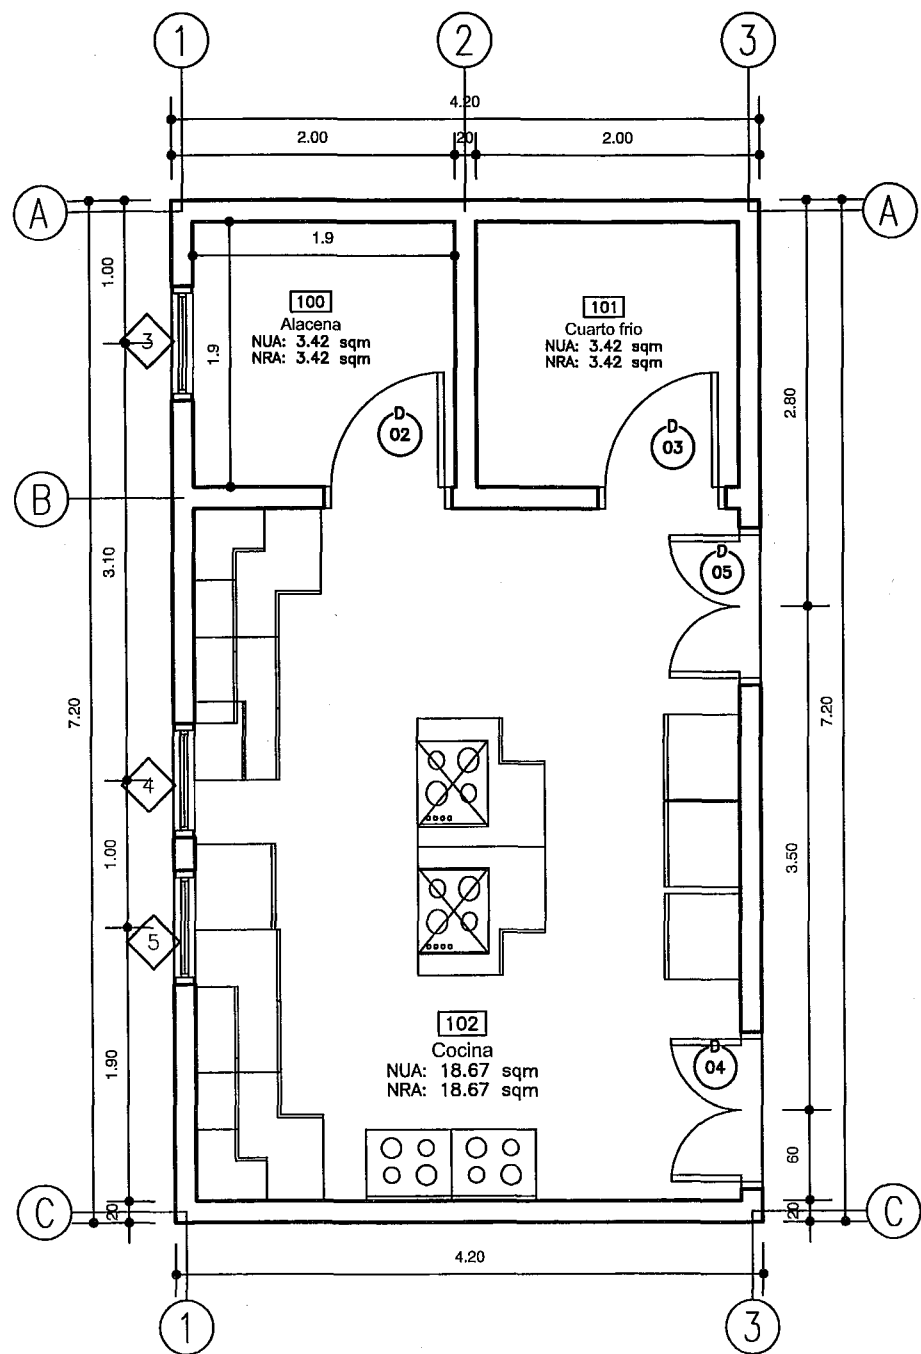 1
2
3
4.20
2.00
20
2.00
A
A
1.9
1.00
100
Alacena
NUA: 3.42 sqm
NRA: 3.42 sqm
101
Cuarto frio
NUA: 3.42 sqm
NRA: 3.42 sqm
3
1.9
2.80
D
02
D
03
B
3.10
D
05
7.20
7.20
4
1.00
3.50
5
102
Cocina
NUA: 18.67 sqm
NRA: 18.67 sqm
1.90
D
04
60
20
20
C
C
4.20
1
3